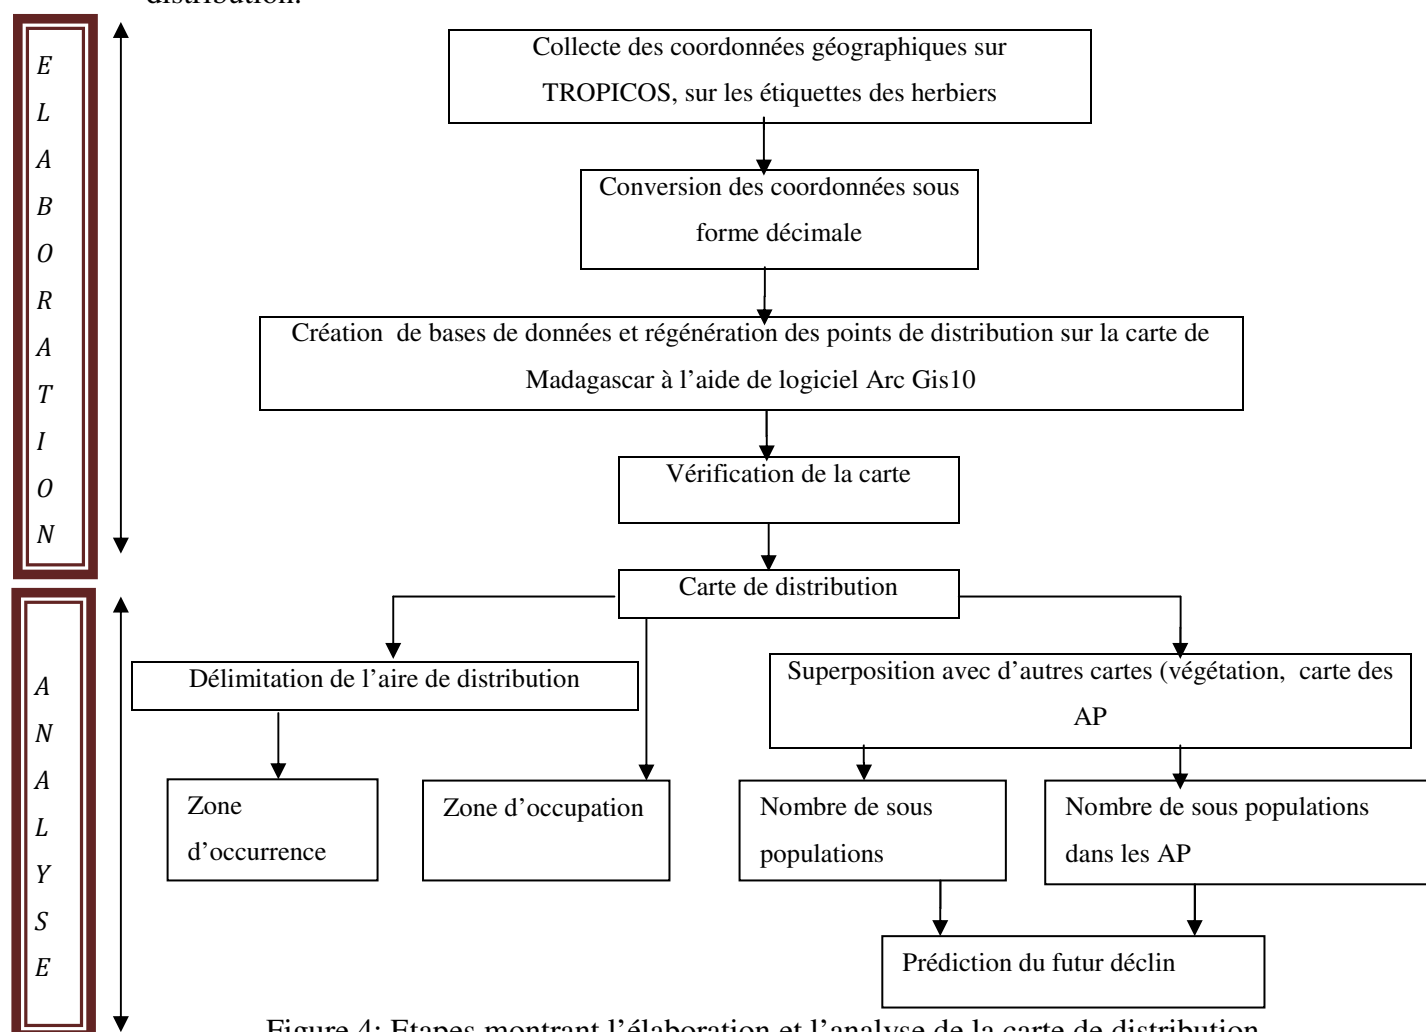 distribution.
E
L
A
B
O
R
A
T
I
O
N
Collecte des coordonnées géographiques sur
TROPICOS, sur les étiquettes des herbiers
Conversion des coordonnées sous
forme décimale
Création de bases de données et régénération des points de distribution sur la carte de
Madagascar à l'aide de logiciel Arc Gis10
Vérification de la carte
Carte de distribution
A
N
A
L
Y
S
E
Délimitation de l'aire de distribution
Superposition avec d'autres cartes (végétation, carte des
AP
Zone
d'occurrence
Zone d'occupation
Nombre de sous
populations
Nombre de sous populations
dans les AP
Prédiction du futur déclin
Figure 4: Etapes montrant l'élaboration et l'analyse de la carte de distribution